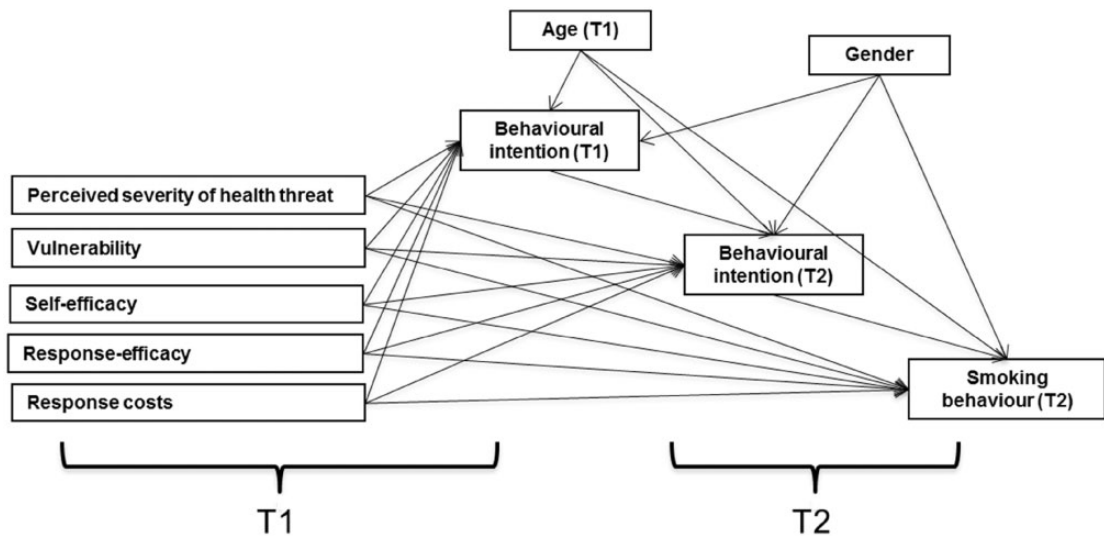 Age (T1)
Gender
Behavioural
intention (T1)
Perceived severity of health threat
Vulnerability
Self-efficacy
Response-efficacy
Response costs
Behavioural
intention (T2)
Smoking
behaviour (T2)
T1
T2